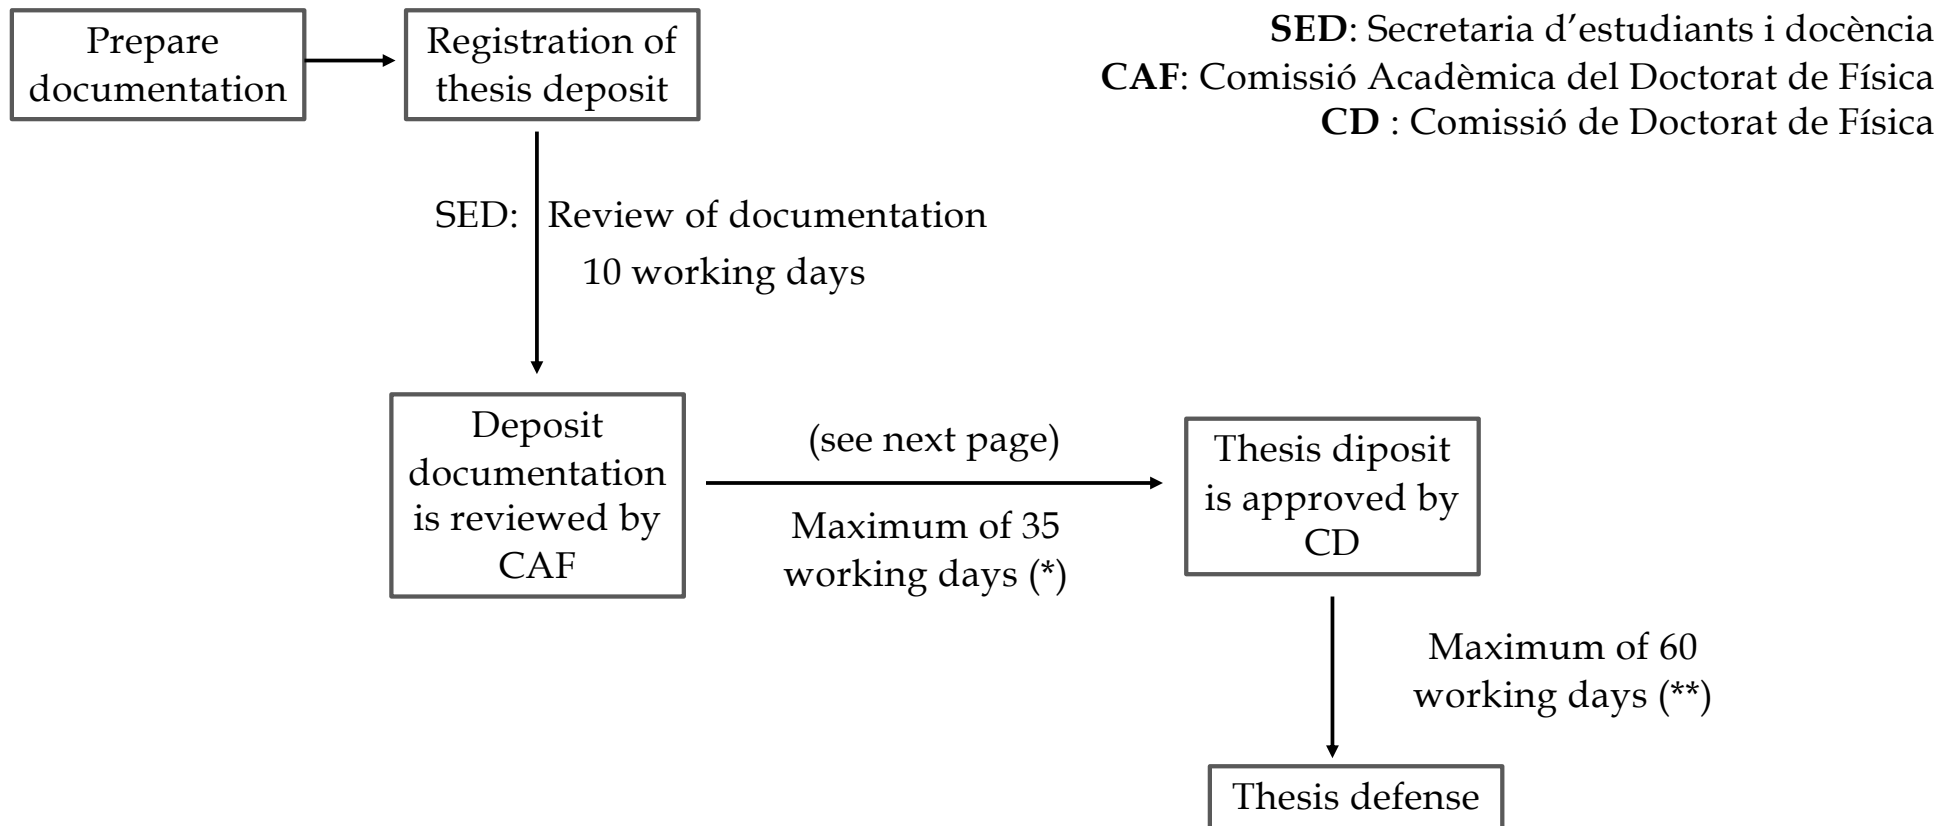 Prepare
documentation
Registration of
thesis deposit
SED: Secretaria d’estudiants i docència
CAF: Comissió Acadèmica del Doctorat de Física
CD : Comissió de Doctorat de Física
SED: Review of documentation
10 working days
Deposit
documentation
is reviewed by
CAF
(see next page)
Maximum of 35
working days (*)
Thesis diposit
is approved by
CD
Maximum of 60
working days (**)
Thesis defense